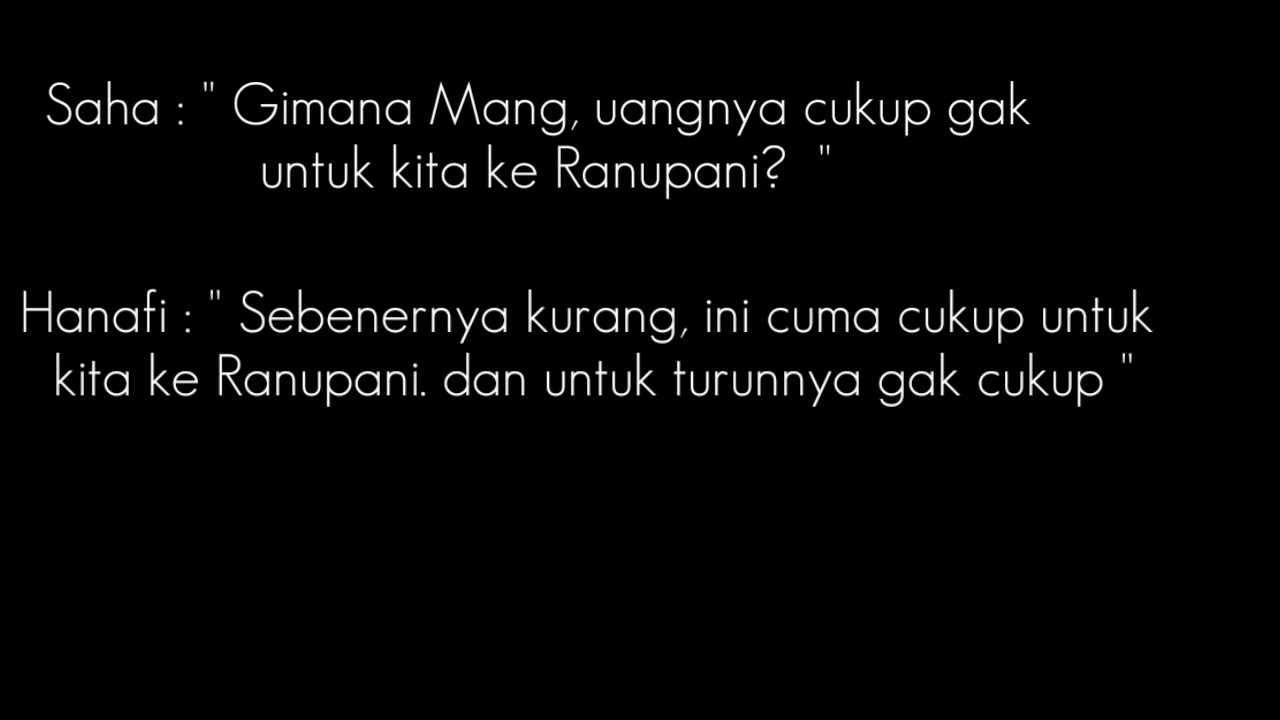 Saha : " Gimana Mang, uangnya cukup gak
untuk kita ke Ranupani? "
Hanafi : " Sebenernya kurang, ini cuma cukup untuk
kita ke Ranupani. dan untuk turunnya gak cukup "